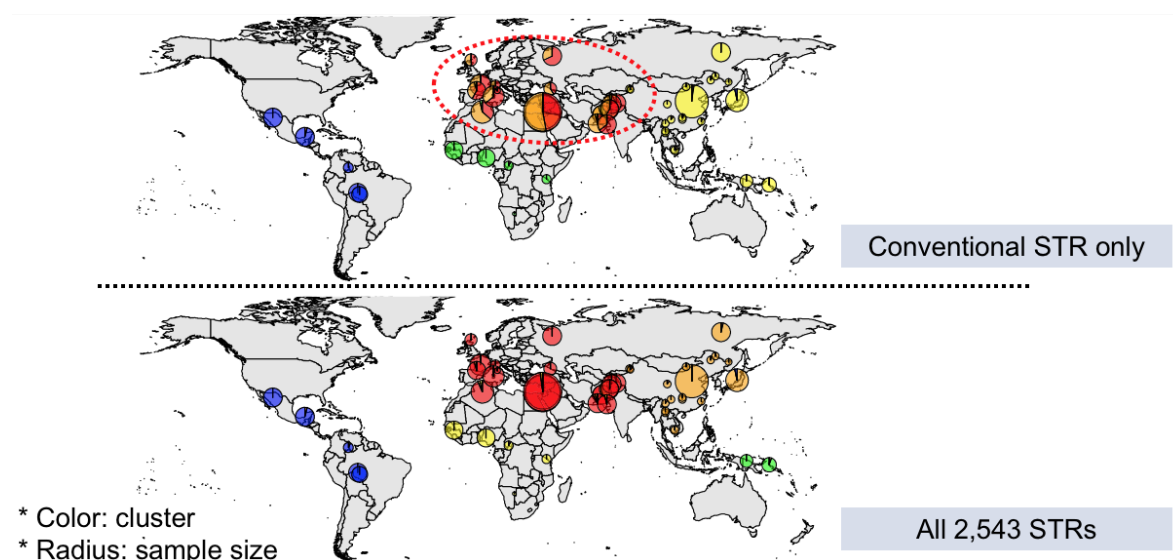 Conventional STR only
All 2,543 STRs
* Color: cluster
* Radius: sample size